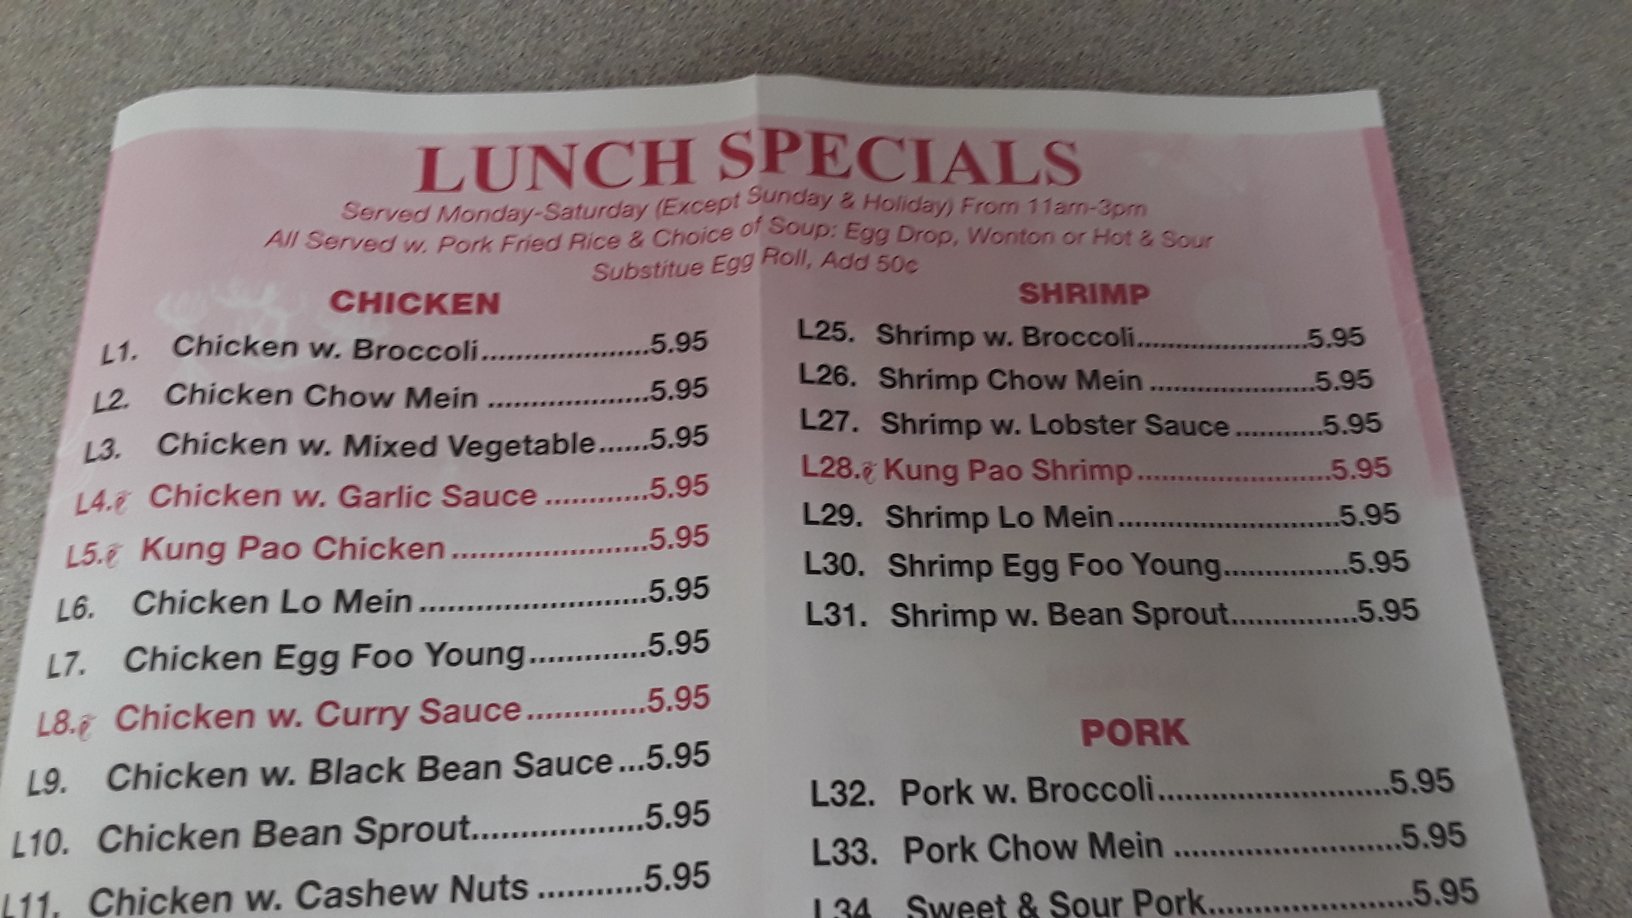 LUNCH SPECIALS
Served Monday-Saturday (Except Sunday & Holiday) From 11am-3pm
All Served w. Pork Fried Rice & Choice of Soup: Egg Drop, Wonton or Hot & Sour
Substitue Egg Roll, Add 50¢
CHICKEN
L1. Chicken w. Broccoli.....................5.95
L2. Chicken Chow Mein ....................5.95
L3. Chicken w. Mixed Vegetable......5.95
L4. Chicken w. Garlic Sauce .............5.95
L5. Kung Pao Chicken ........................5.95
L6. Chicken Lo Mein ..........................5.95
L7. Chicken Egg Foo Young..............5.95
L8. Chicken w. Curry Sauce ..............5.95
L9. Chicken w. Black Bean Sauce ...5.95
L10. Chicken Bean Sprout...................5.95
L11. Chicken w. Cashew Nuts ...........5.95
SHRIMP
L25. Shrimp w. Broccoli........................5.95
L26. Shrimp Chow Mein .......................5.95
L27. Shrimp w. Lobster Sauce ............5.95
L28. Kung Pao Shrimp..........................5.95
L29. Shrimp Lo Mein ............................5.95
L30. Shrimp Egg Foo Young................5.95
L31. Shrimp w. Bean Sprout................5.95
PORK
L32. Pork w. Broccoli............................5.95
L33. Pork Chow Mein ...........................5.95
L34 Sweet & Sour Pork........................5.95